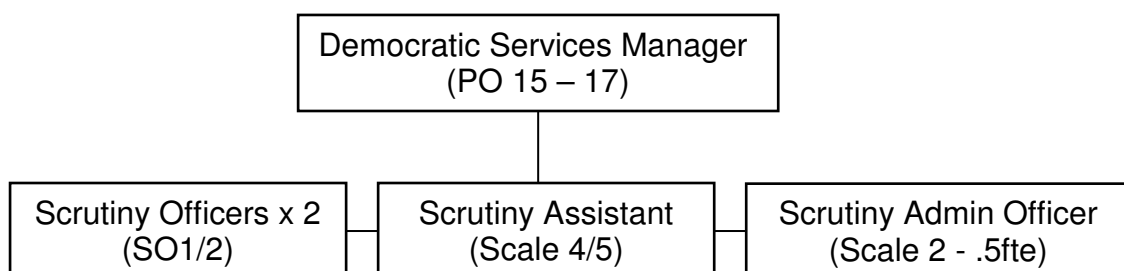 Democratic Services Manager
(PO 15 – 17)
Scrutiny Officers x 2
(SO1/2)
Scrutiny Assistant
(Scale 4/5)
Scrutiny Admin Officer
(Scale 2 - .5fte)